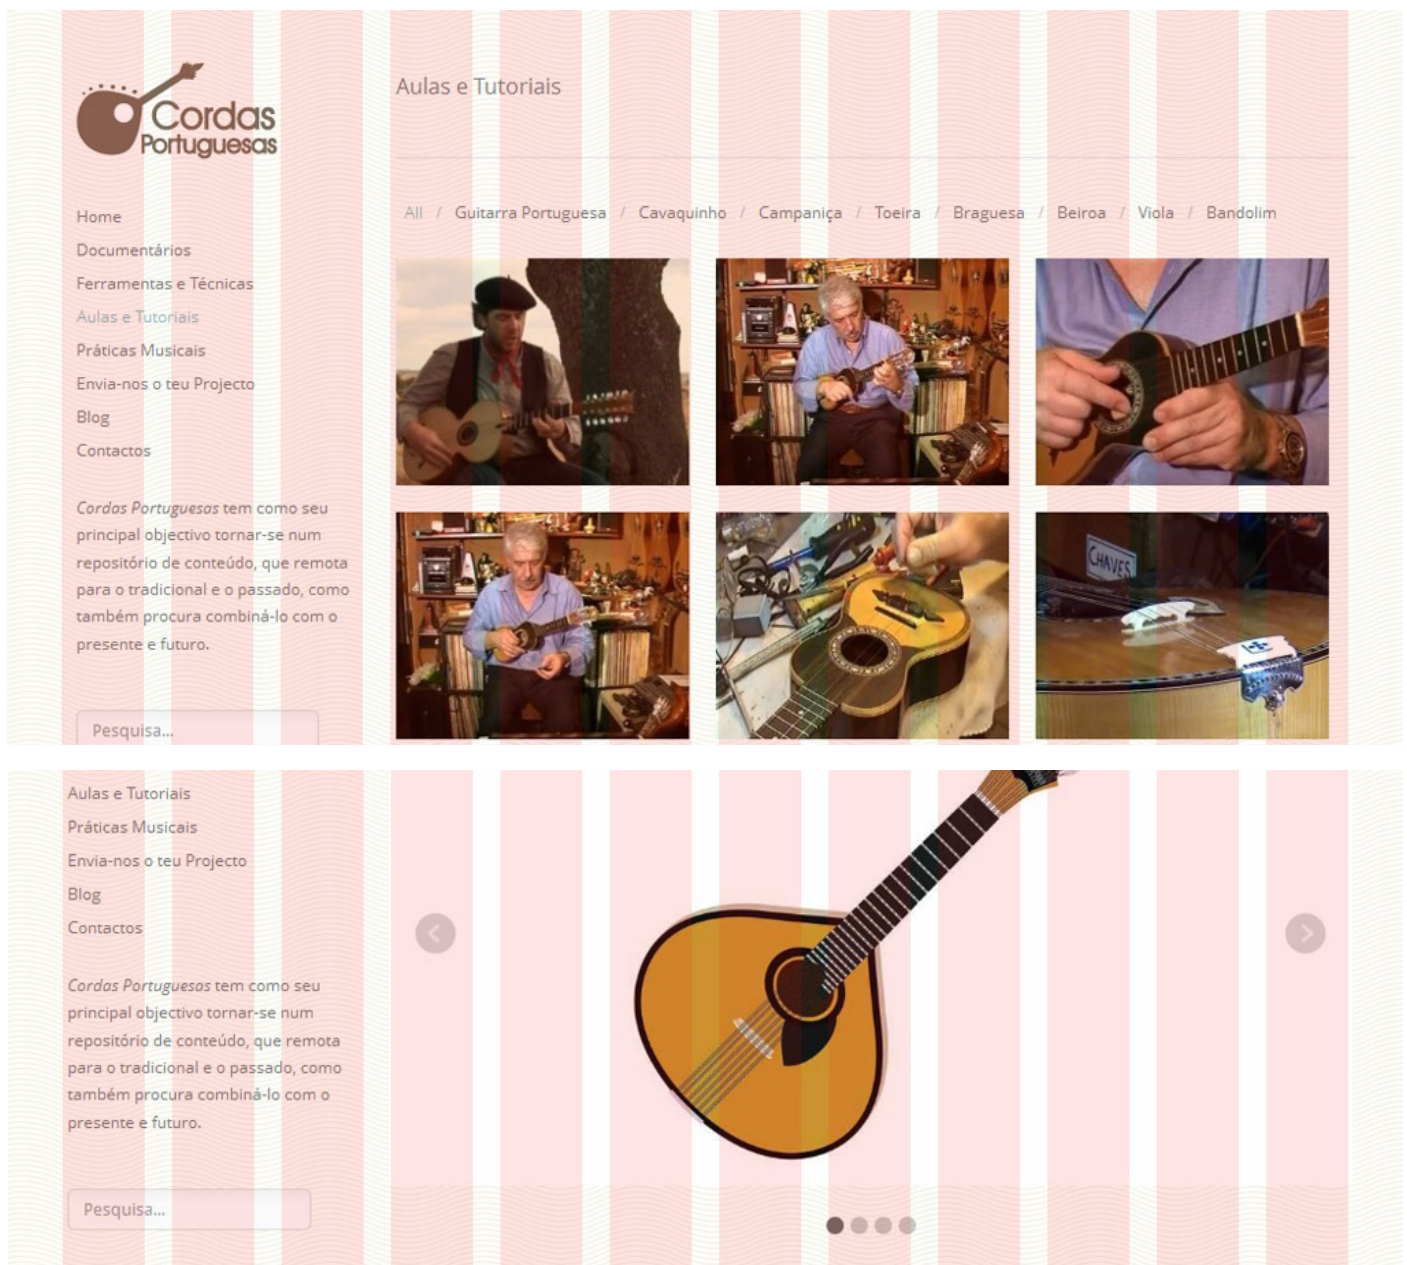 Cordas
Portuguesas
Aulas e Tutoriais
Home
Documentários
Ferramentas e Técnicas
Aulas e Tutoriais
Práticas Musicais
Envia-nos o teu Projecto
Blog
Contactos
Cordas Portuguesas tem como seu
principal objectivo tornar-se num
repositório de conteúdo, que remota
para o tradicional e o passado, como
também procura combiná-lo com o
presente e futuro.
Pesquisa...
All / Guitarra Portuguesa / Cavaquinho / Campaniça / Toeira / Braguesa / Beiroa / Viola / Bandolim
CHAVES
Aulas e Tutoriais
Práticas Musicais
Envia-nos o teu Projecto
Blog
Contactos
Cordas Portuguesas tem como seu
principal objectivo tornar-se num
repositório de conteúdo, que remota
para o tradicional e o passado, como
também procura combiná-lo com o
presente e futuro.
Pesquisa...